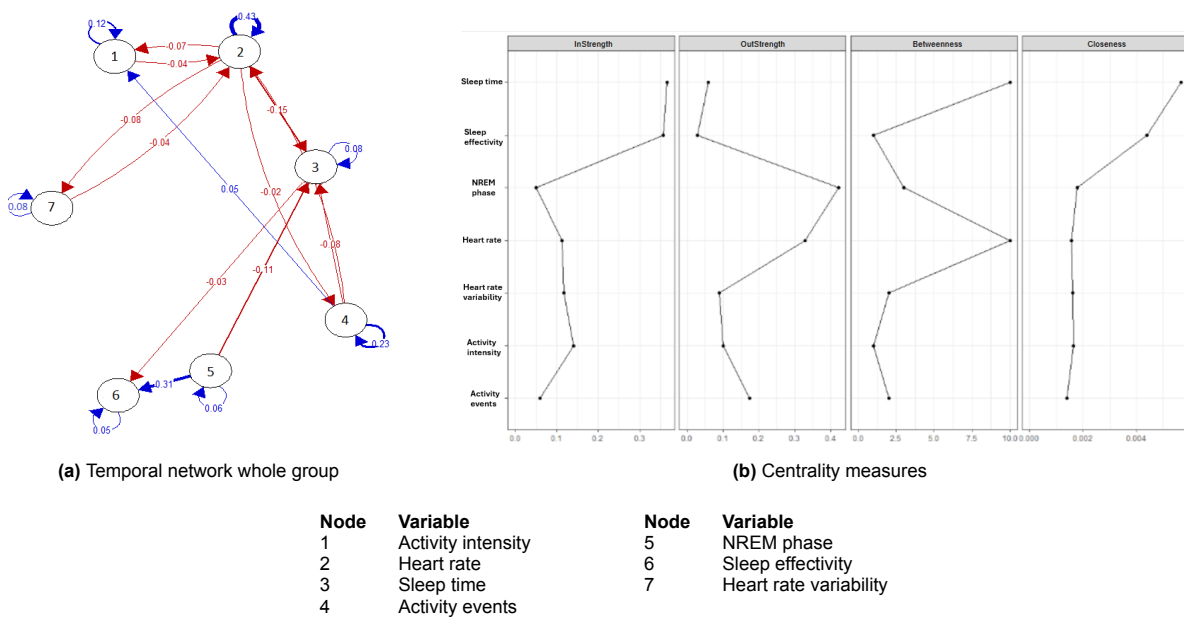 0.12
0.43
1
2
-0.07
-0.04
-0.15
-0.08
-0.04
3
0.08
0.05
-0.02
7
0.08
-0.08
-0.11
-0.03
4
0.23
5
6
0.31
0.06
0.05
(a) Temporal network whole group
InStrength OutStrength Betweenness Closeness
Sleep time
Sleep
effectivity
NREM
phase
Heart rate
Heart rate
variability
Activity
intensity
Activity
events
0.0 0.1 0.2 0.3 0.0 0.1 0.2 0.3 0.4 2.5 5.0 7.5 10.0 0.000 0.002 0.004
(b) Centrality measures
Node Variable Node Variable
1 Activity intensity 5 NREM phase
2 Heart rate 6 Sleep effectivity
3 Sleep time 7 Heart rate variability
4 Activity events